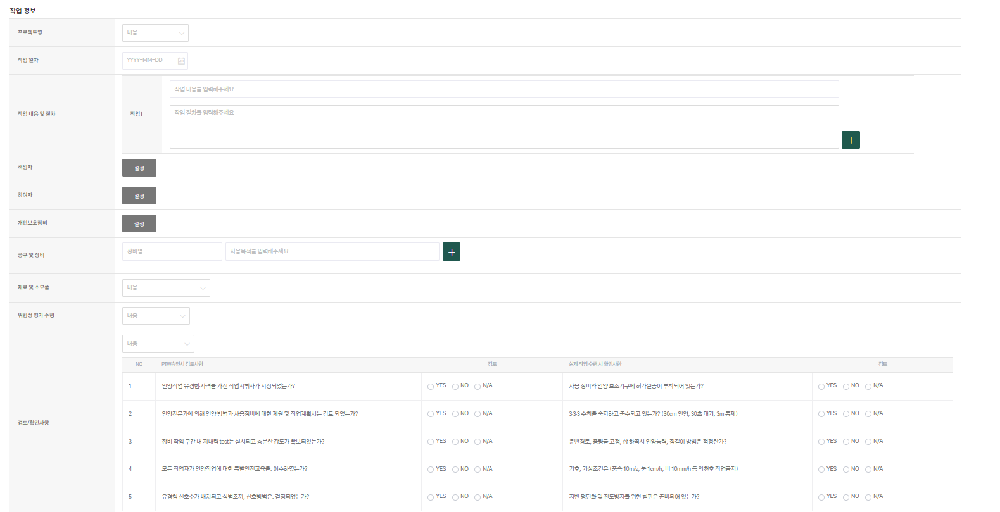 작업 정보
프로젝트명 내용
작업 일자 YYYY-MM-DD
작업 내용 및 절차 작업1 작업 내용을 입력해주세요
작업 절차를 입력해주세요
+
책임자 설정
참여자 설정
개인보호장비 설정
공구 및 장비 장비명 사용목적을 입력해주세요 +
재료 및 소모품 내용
위험성 평가 수행 내용
검토/확인사항 내용
NO PTW승인시 검토사항 검토 실제 작업 수행 시 확인사항 검토
1 인양작업 유경험·자격을 가진 작업지휘자가 지정되었는가? YES NO N/A 사용 장비와 인양 보조기구에 허가필증이 부착되어 있는가? YES NO N/A
2 인양전문가에 의해 인양 방법과 사용장비에 대한 제원 및 작업계획서는 검토 되었는가? YES NO N/A 3·3·3 수칙을 숙지하고 준수되고 있는가? (30cm 인양, 30초 대기, 3m 통제) YES NO N/A
3 장비 작업 구간 내 지내력 test는 실시되고 충분한 강도가 확보되었는가? YES NO N/A 운반경로, 중량물 고정, 상·하역시 인양능력, 짐걸이 방법은 적정한가? YES NO N/A
4 모든 작업자가 인양작업에 대한 특별안전교육을. 이수하였는가? YES NO N/A 기후, 기상조건은 (풍속 10m/s, 눈 1cm/h, 비 10mm/h 등 악천후 작업금지) YES NO N/A
5 유경험 신호수가 배치되고 식별조끼, 신호방법은. 결정되었는가? YES NO N/A 지반 평탄화 및 전도방지를 위한 철판은 준비되어 있는가? YES NO N/A